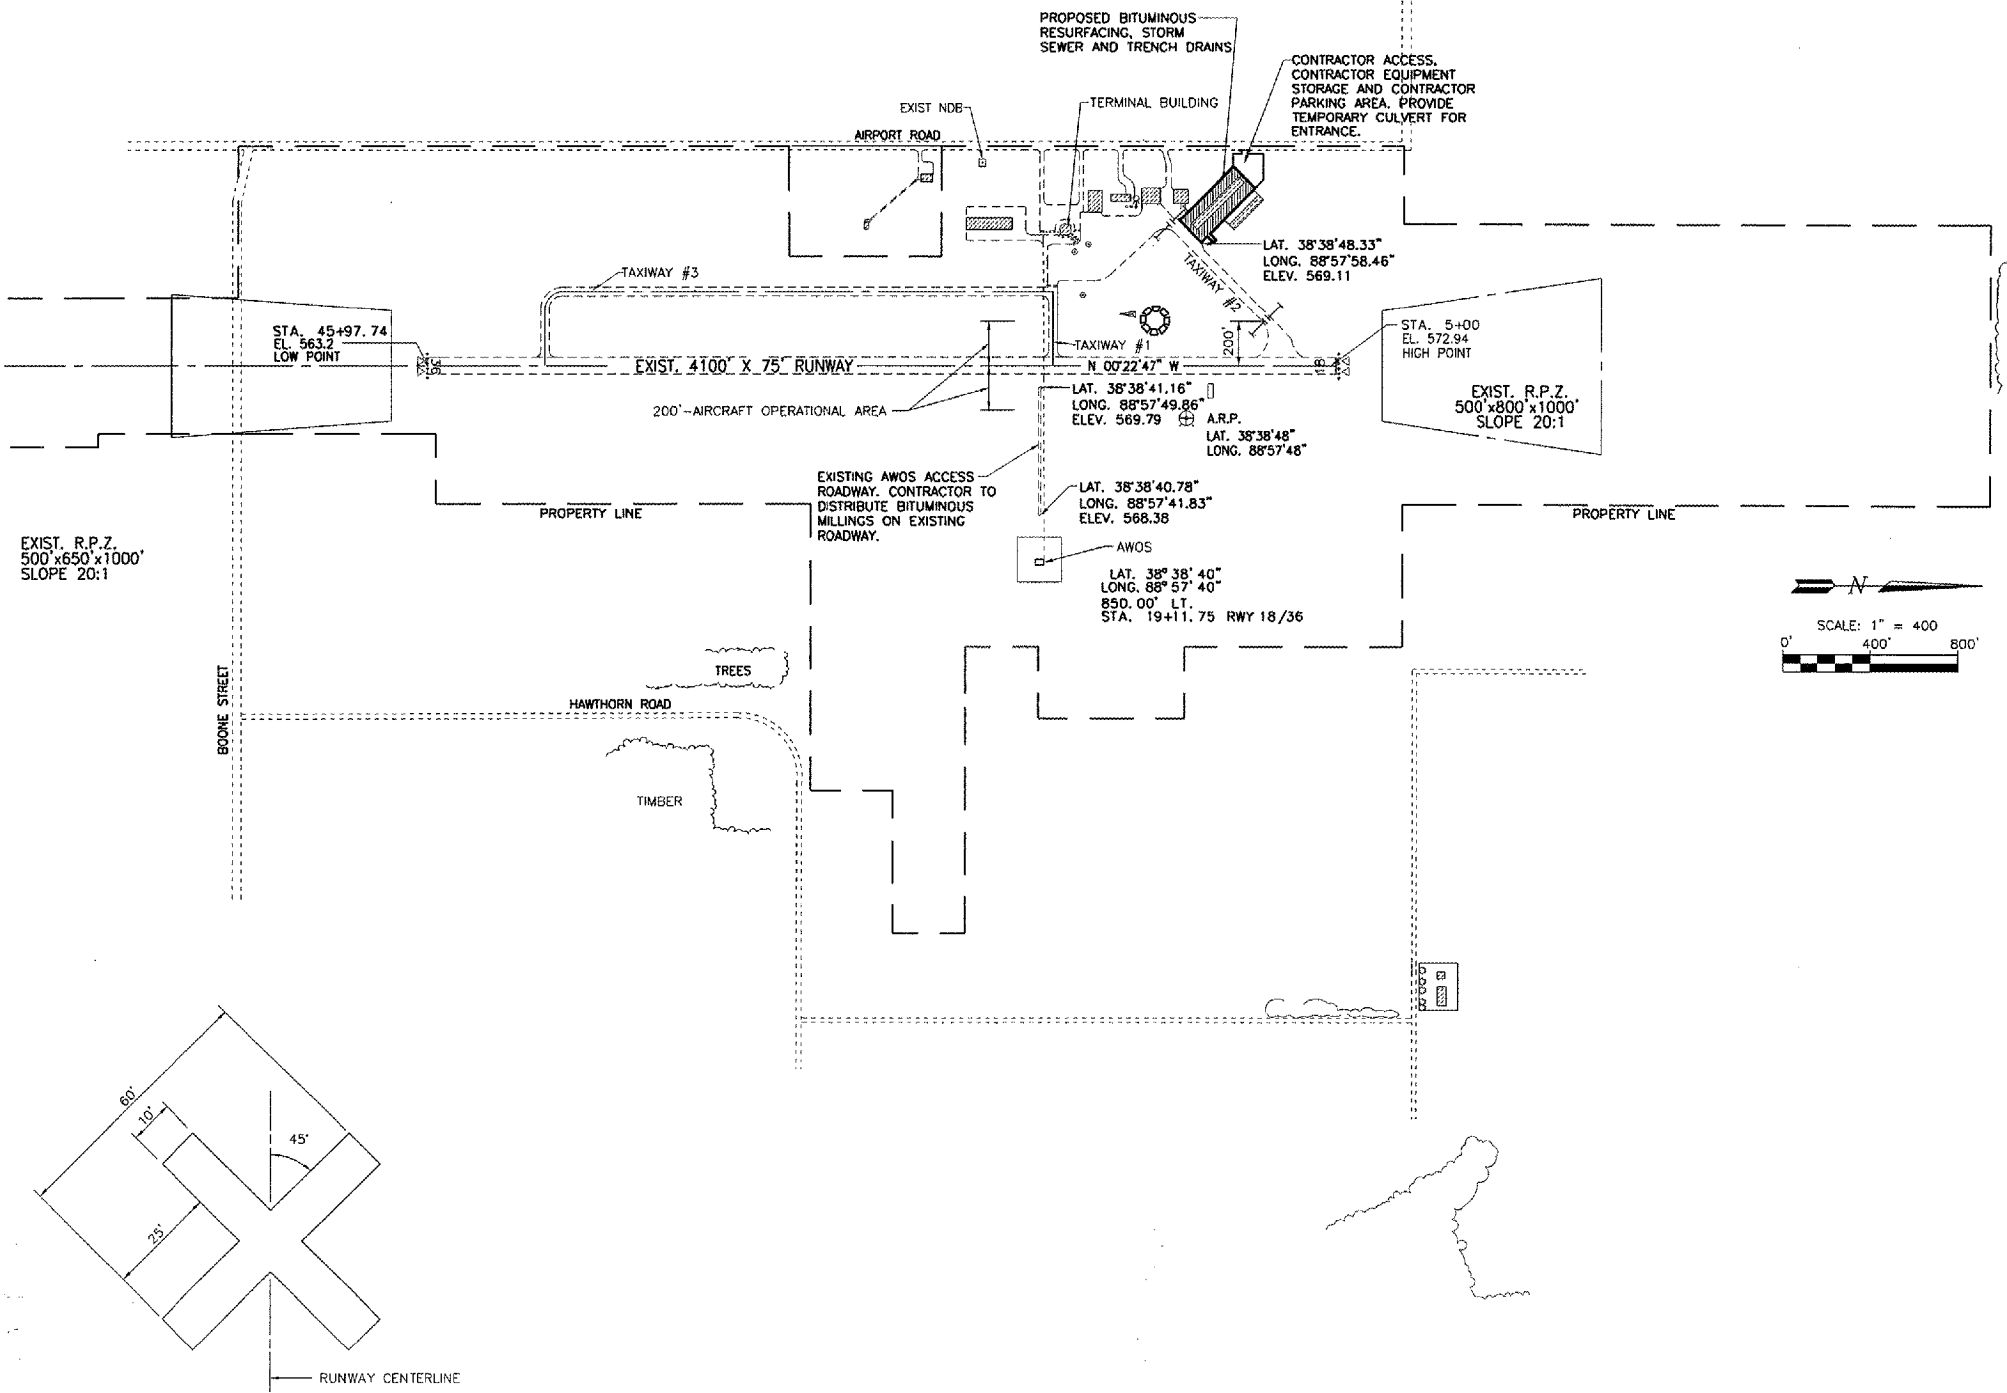 PROPOSED BITUMINOUS
RESURFACING, STORM
SEWER AND TRENCH DRAINS
CONTRACTOR ACCESS,
CONTRACTOR EQUIPMENT
STORAGE AND CONTRACTOR
PARKING AREA. PROVIDE
TEMPORARY CULVERT FOR
ENTRANCE.
EXIST NDB
TERMINAL BUILDING
AIRPORT ROAD
LAT. 38°38'48.33"
LONG. 88°57'58.46"
ELEV. 569.11
TAXIWAY #3
TAXIWAY #2
STA. 45+97.74
EL. 563.2
LOW POINT
STA. 5+00
EL. 572.94
HIGH POINT
200'
TAXIWAY #1
36
EXIST. 4100' X 75' RUNWAY
N 00°22'47" W
18
LAT. 38°38'41.16"
LONG. 88°57'49.86"
ELEV. 569.79
A.R.P.
LAT. 38°38'48"
LONG. 88°57'48"
EXIST. R.P.Z.
500'x800'x1000'
SLOPE 20:1
200'-AIRCRAFT OPERATIONAL AREA
EXISTING AWOS ACCESS
ROADWAY. CONTRACTOR TO
DISTRIBUTE BITUMINOUS
MILLINGS ON EXISTING
ROADWAY.
LAT. 38°38'40.78"
LONG. 88°57'41.83"
ELEV. 568.38
PROPERTY LINE
PROPERTY LINE
EXIST. R.P.Z.
500'x650'x1000'
SLOPE 20:1
AWOS
LAT. 38° 38' 40"
LONG. 88° 57' 40"
850.00' LT.
STA. 19+11.75 RWY 18/36
N
SCALE: 1" = 400
0' 400' 800'
TREES
BOONE STREET
HAWTHORN ROAD
TIMBER
60'
10'
45°
25'
RUNWAY CENTERLINE